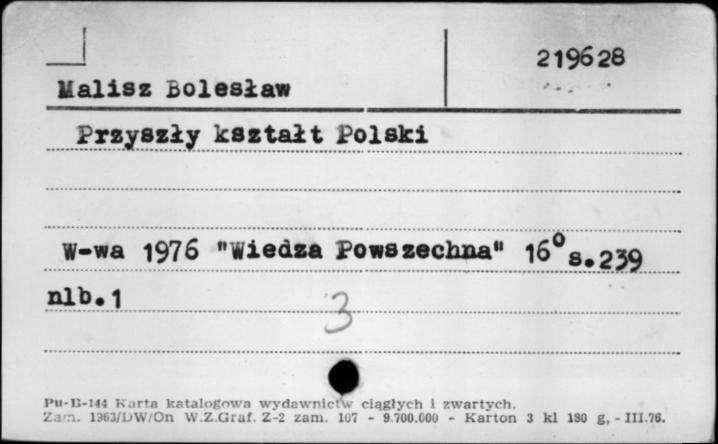 219628
Malisz Bolesław
Przyszły kształt Polski
W-wa 1976 "Wiedza Powszechna" 16° s.239
nlb.1
3
Pu-B-144 Karta katalogowa wydawnictw ciągłych i zwartych.
Zam. 1363/DW/On W.Z.Graf. Z-2 zam. 107 - 9.700.000 - Karton 3 kl 180 g, - III.76.